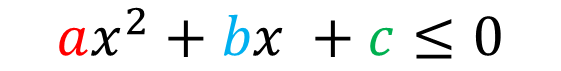 ax² + bx + c ≤ 0